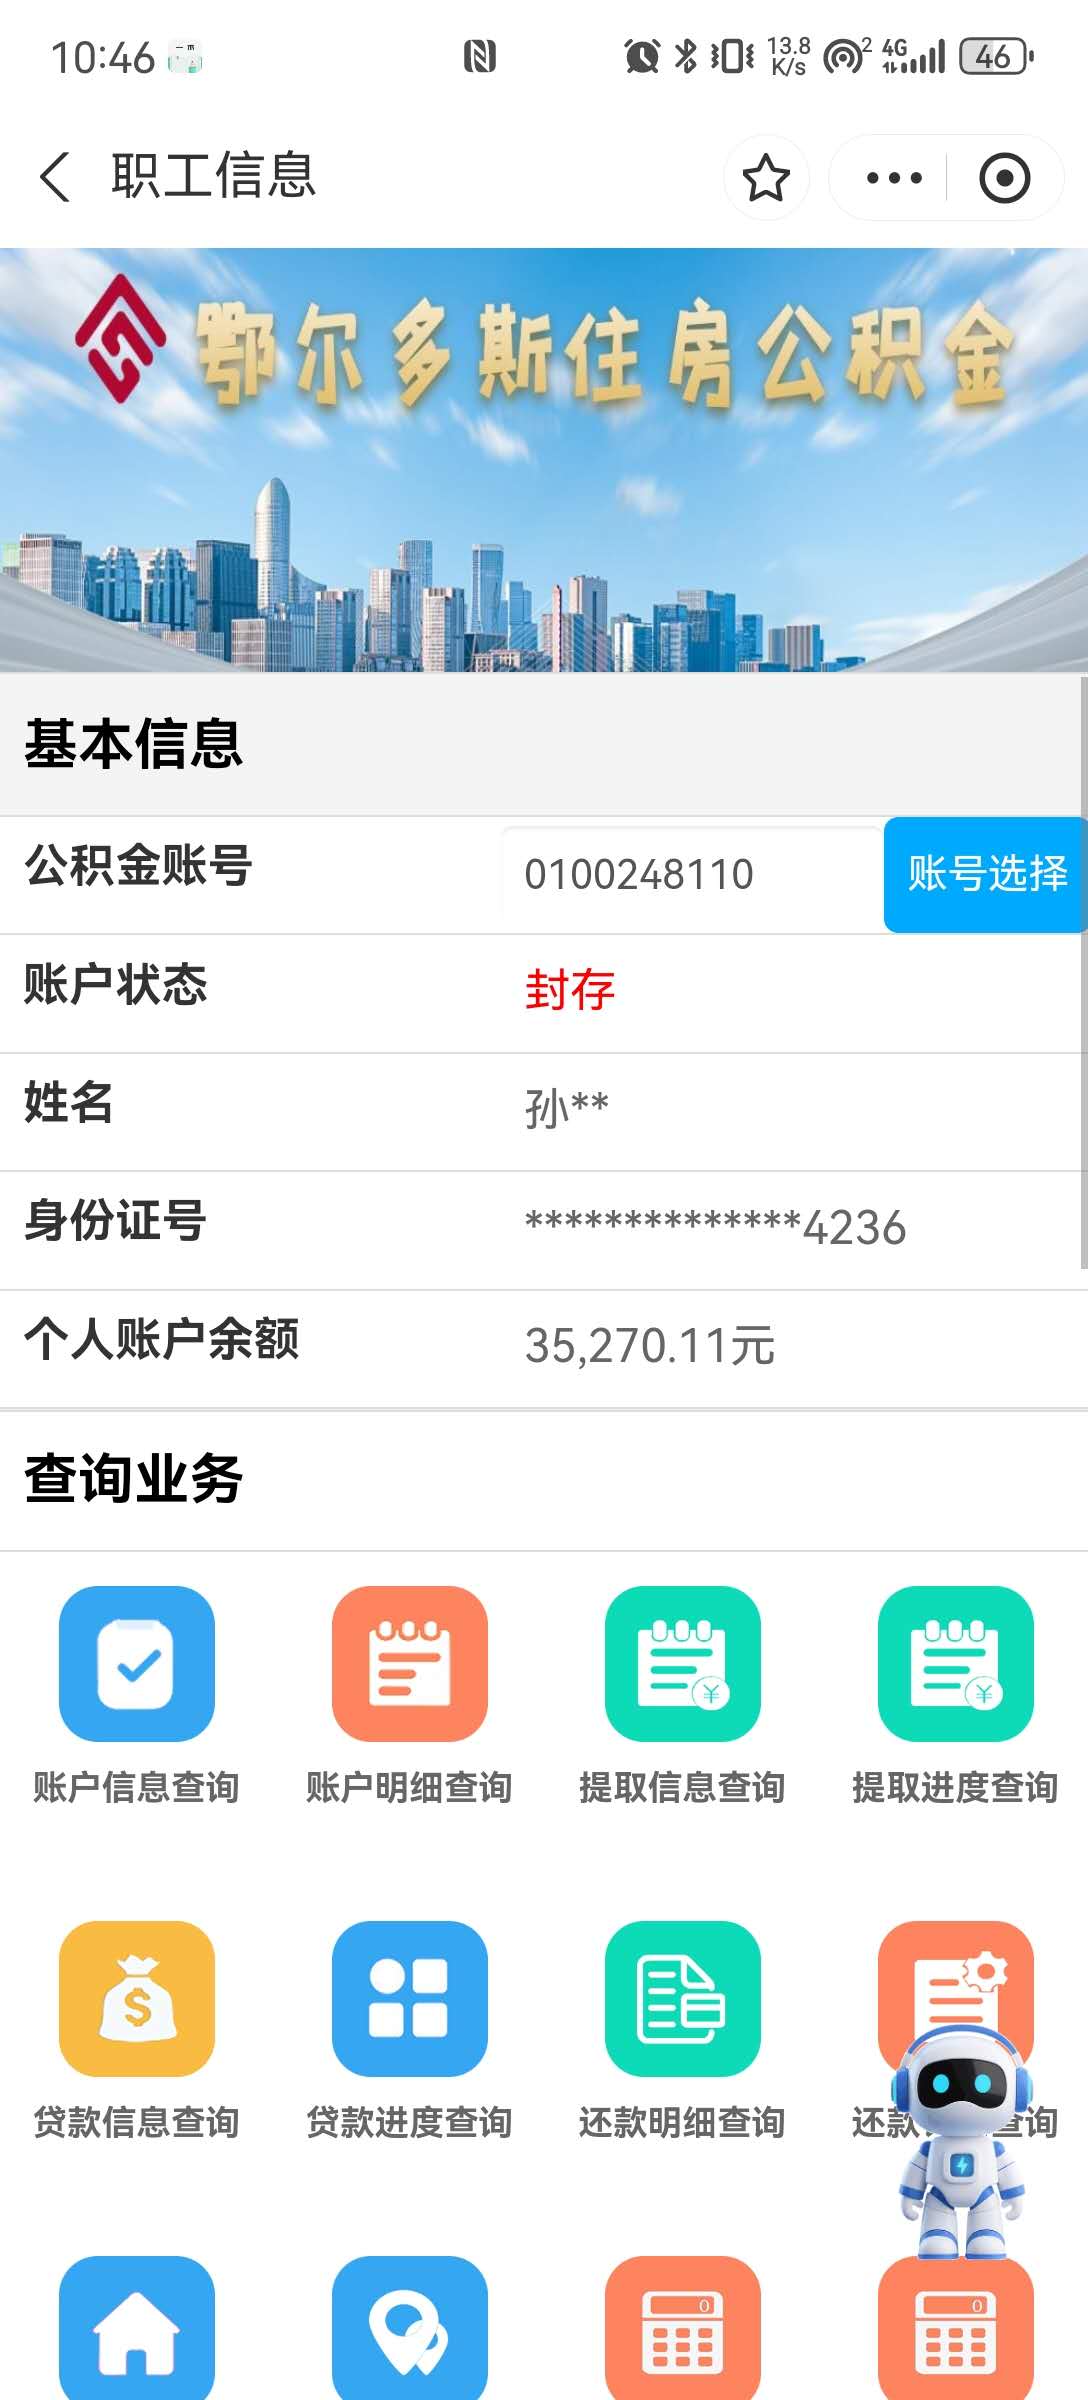 10:46
13.8 K/s
2
4G
46
职工信息
鄂尔多斯住房公积金
基本信息
公积金账号 0100248110 账号选择
账户状态 封存
姓名 孙**
身份证号 **************4236
个人账户余额 35,270.11元
查询业务
账户信息查询 账户明细查询 提取信息查询 提取进度查询
贷款信息查询 贷款进度查询 还款明细查询 还款 查询